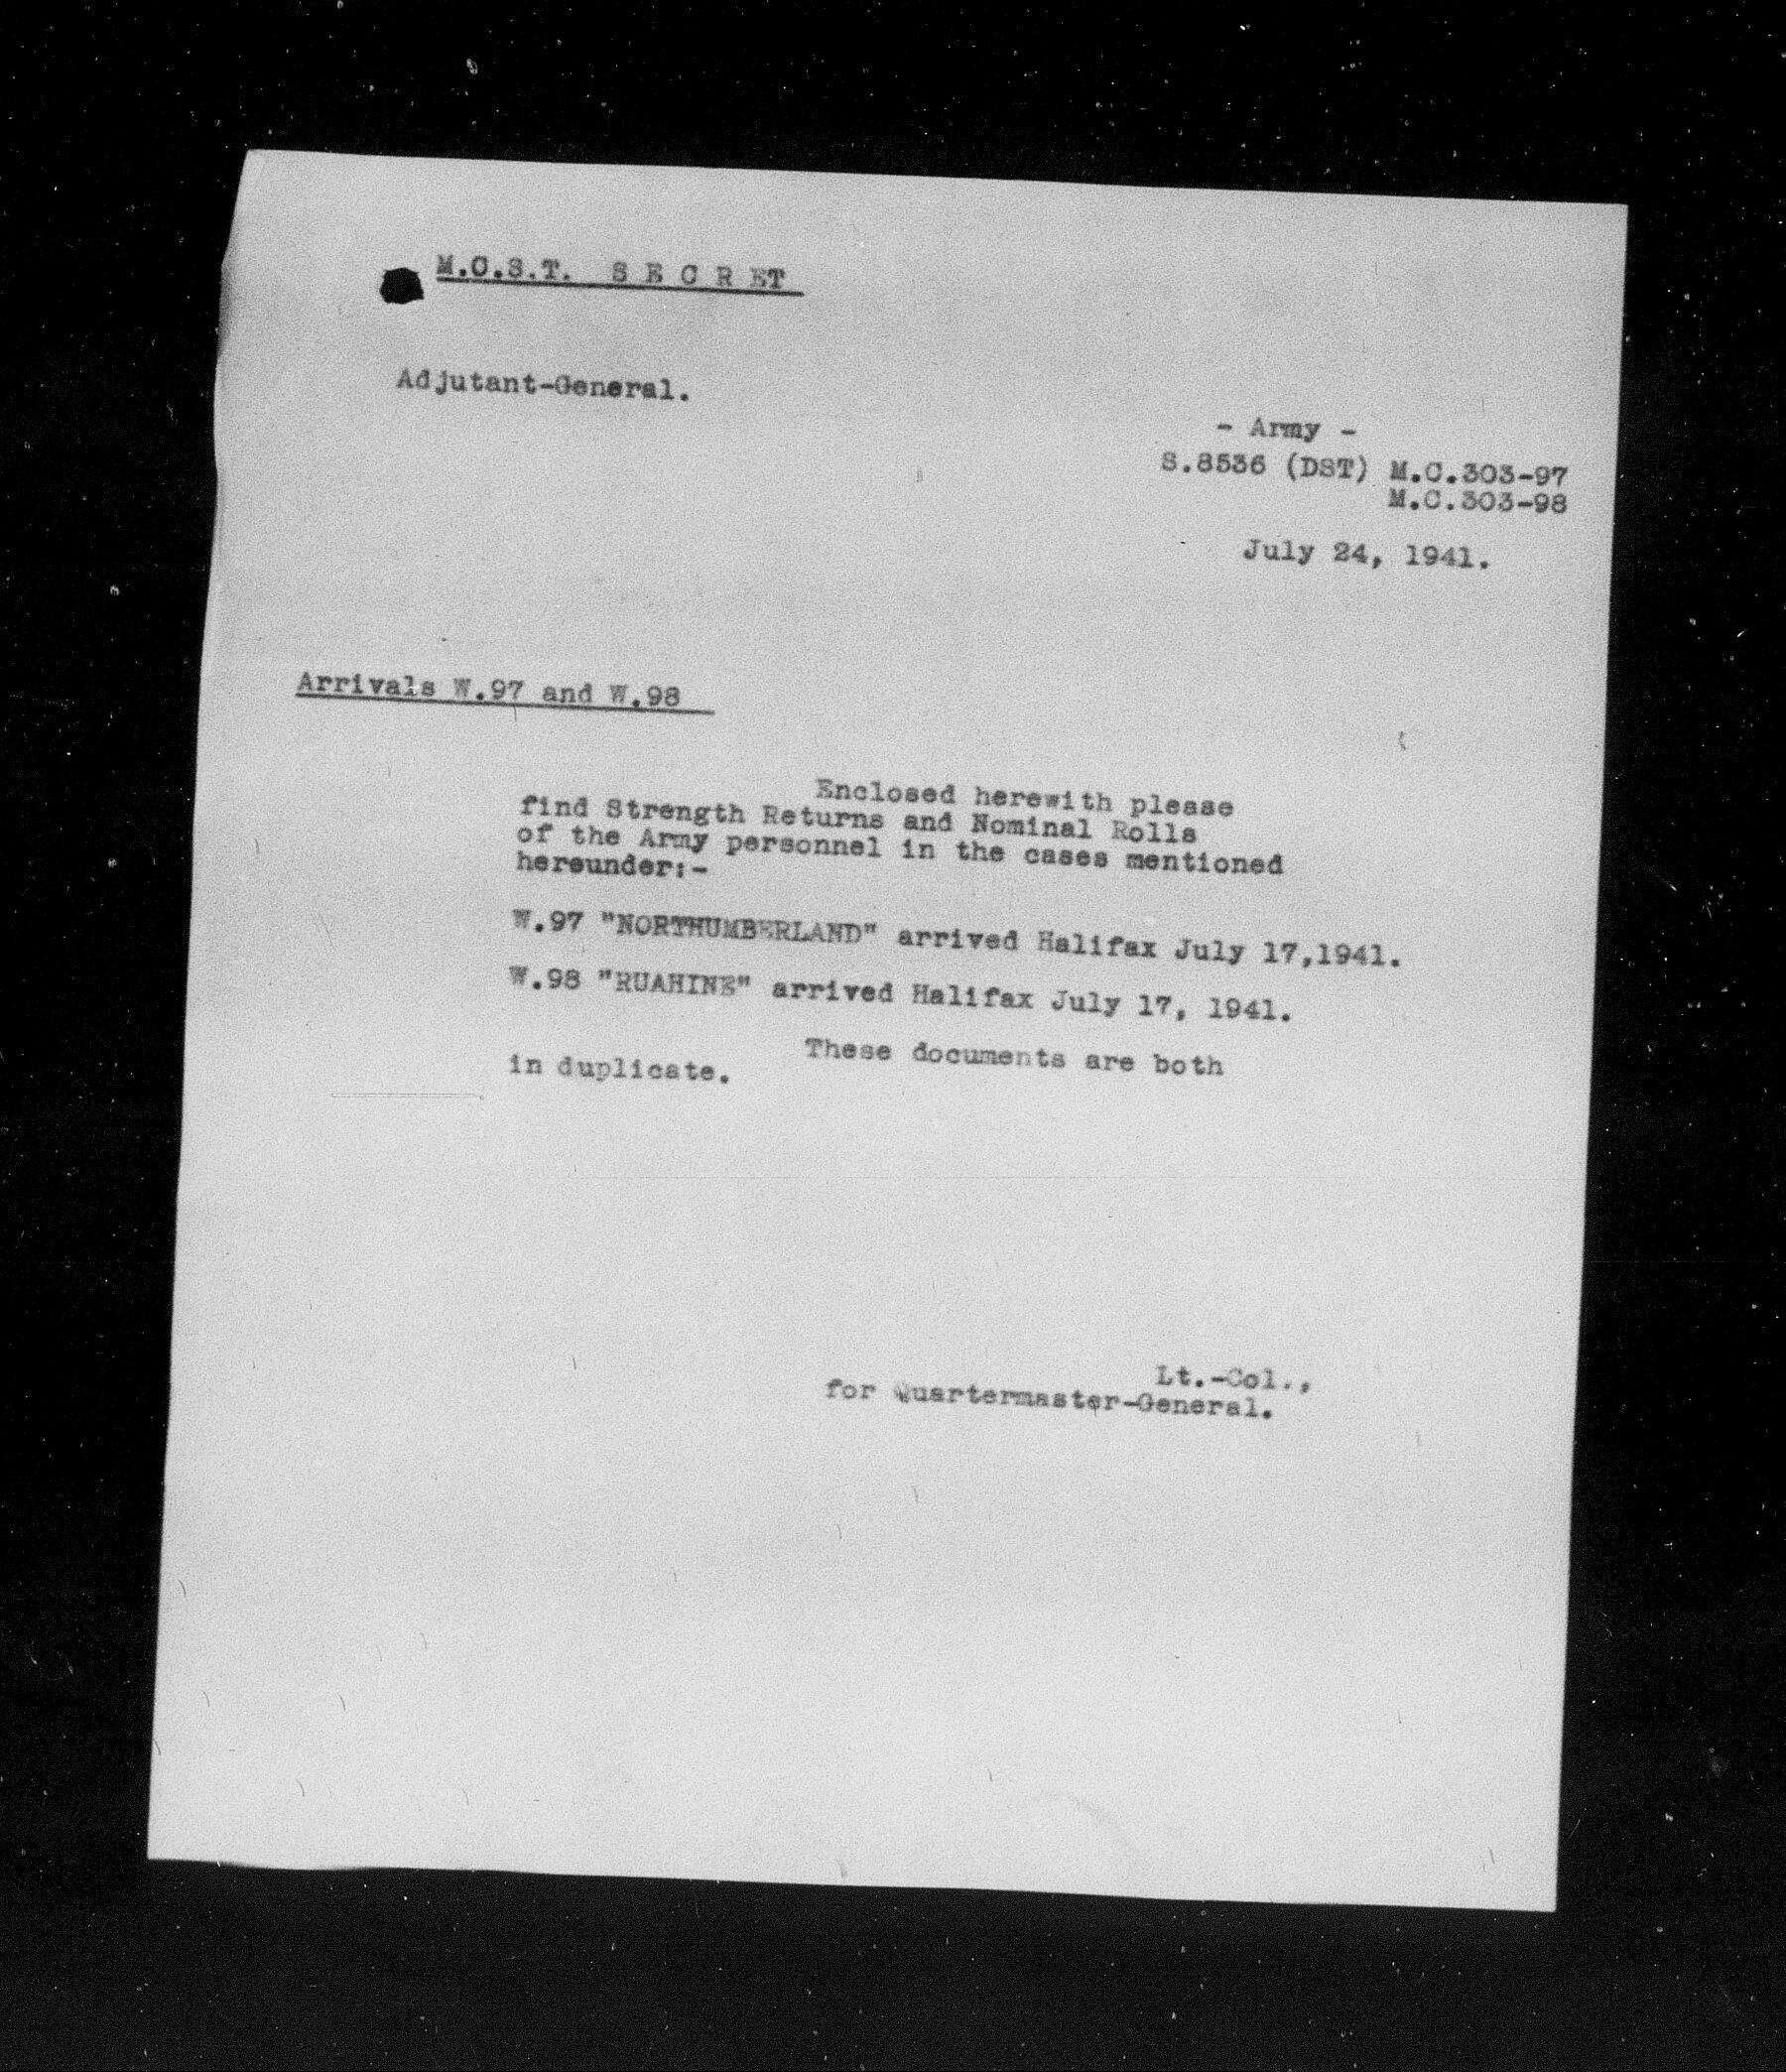 M.O.S.T. S E C R ET
Adjutant-General.
- Army -
S.8536 (DST) M.C.303-97
M.C.303-98
July 24, 1941.
Arrivals W.97 and W.98
Enclosed herewith please
find Strength Returns and Nominal Rolls
of the Army personnel in the cases mentioned
hereunder:-
W.97 "NORTHUMBERLAND" arrived Halifax July 17,1941.
W.98 "RUAHINE" arrived Halifax July 17, 1941.
These documents are both
in duplicate.
Lt.-Col.,
for Quartermaster-General.